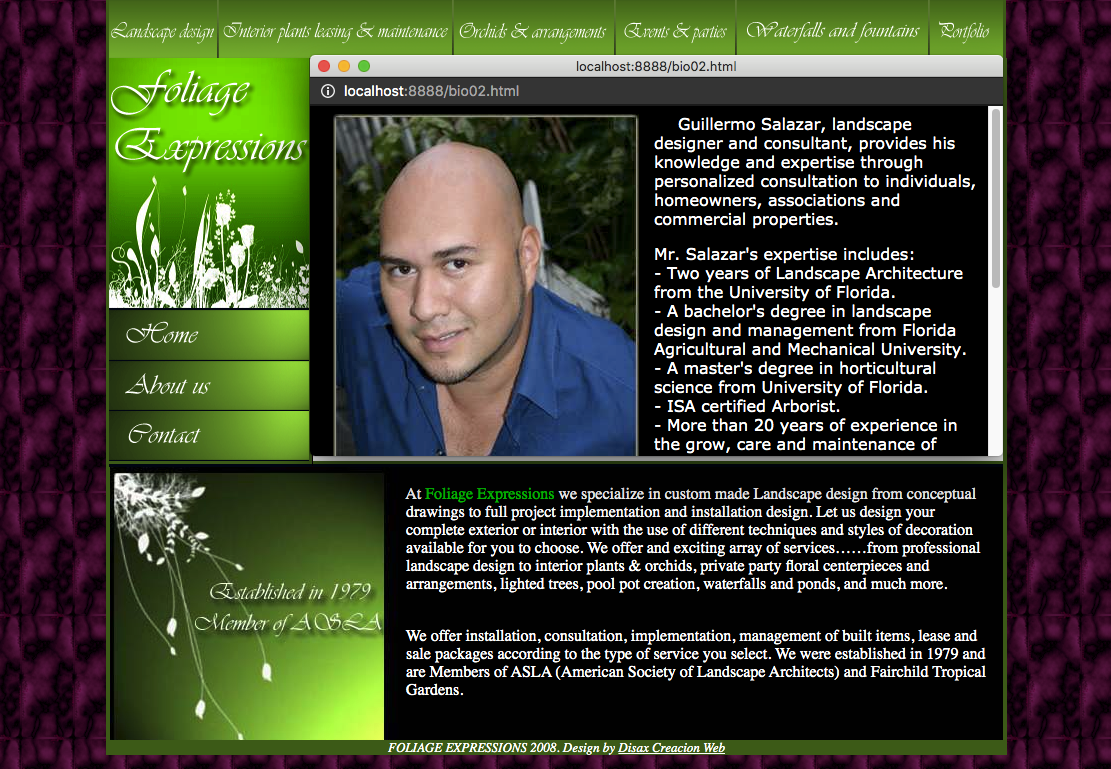 Landscape design
Interior plants leasing & maintenance
Orchids & arrangements
Events & parties
Waterfalls and fountains
Portfolio
Foliage
Expressions
Home
About us
Contact
localhost:8888/bio02.html
localhost:8888/bio02.html
Guillermo Salazar, landscape
designer and consultant, provides his
knowledge and expertise through
personalized consultation to individuals,
homeowners, associations and
commercial properties.
Mr. Salazar's expertise includes:
- Two years of Landscape Architecture
from the University of Florida.
- A bachelor's degree in landscape
design and management from Florida
Agricultural and Mechanical University.
- A master's degree in horticultural
science from University of Florida.
- ISA certified Arborist.
- More than 20 years of experience in
the grow, care and maintenance of
Established in 1979
Member of ASLA
At Foliage Expressions we specialize in custom made Landscape design from conceptual
drawings to full project implementation and installation design. Let us design your
complete exterior or interior with the use of different techniques and styles of decoration
available for you to choose. We offer and exciting array of services……from professional
landscape design to interior plants & orchids, private party floral centerpieces and
arrangements, lighted trees, pool pot creation, waterfalls and ponds, and much more.
We offer installation, consultation, implementation, management of built items, lease and
sale packages according to the type of service you select. We were established in 1979 and
are Members of ASLA (American Society of Landscape Architects) and Fairchild Tropical
Gardens.
FOLIAGE EXPRESSIONS 2008. Design by Disax Creacion Web